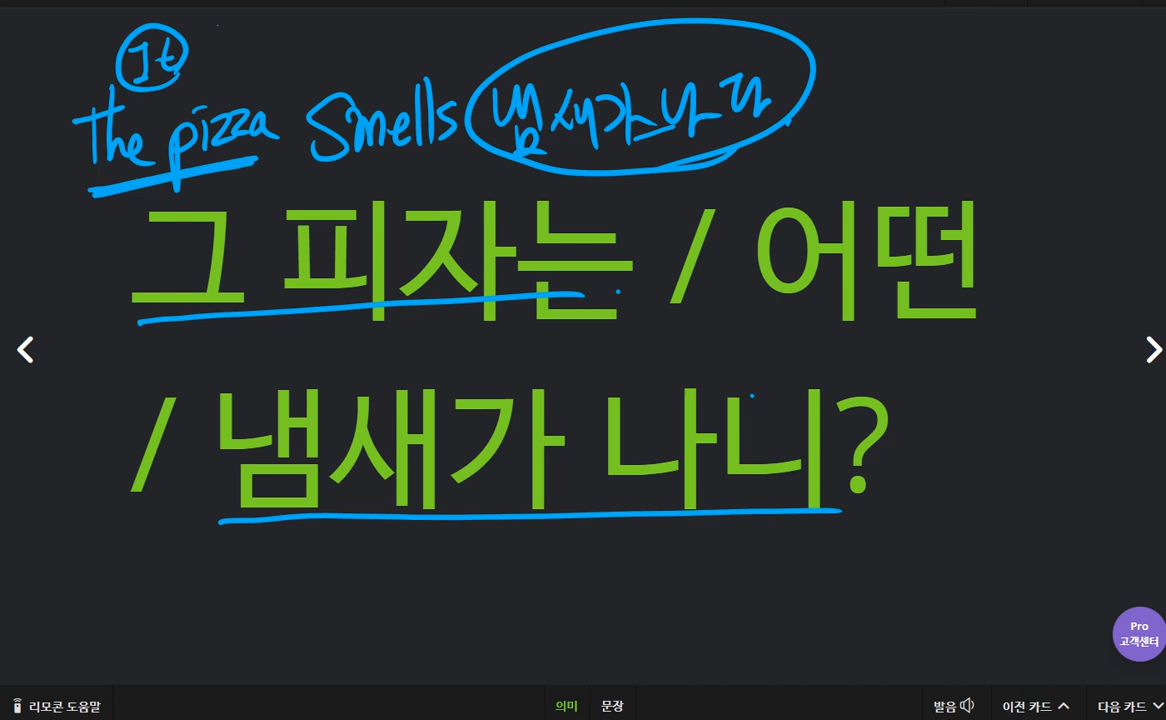 It
The pizza smells 냄새가 나다
그 피자는 / 어떤
/ 냄새가 나니?
Pro
고객센터
리모콘 도움말 의미 문장 발음 이전 카드 다음 카드